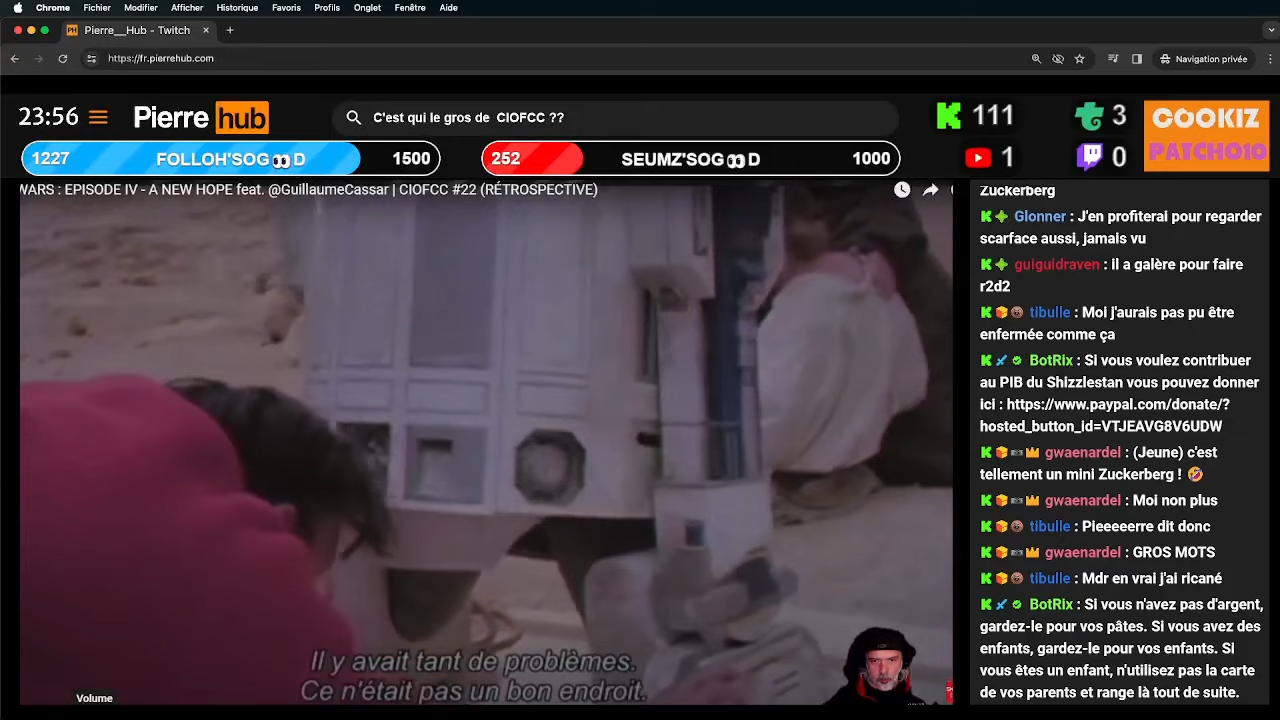 Chrome Fichier Modifier Afficher Historique Favoris Profils Onglet Fenêtre Aide
PH Pierre__Hub - Twitch
https://fr.pierrehub.com
Navigation privée
23:56 Pierre hub
C'est qui le gros de CIOFCC ??
111 3
1 0
COOKIZ
PATCHO10
1227 FOLLOH'SOG👀D 1500
252 SEUMZ'SOG👀D 1000
WARS : EPISODE IV - A NEW HOPE feat. @GuillaumeCassar | CIOFCC #22 (RÉTROSPECTIVE)
Il y avait tant de problèmes.
Ce n'était pas un bon endroit.
Volume
Zuckerberg
Glonner : J'en profiterai pour regarder
scarface aussi, jamais vu
guiguidraven : il a galère pour faire
r2d2
tibulle : Moi j'aurais pas pu être
enfermée comme ça
BotRix : Si vous voulez contribuer
au PIB du Shizzlestan vous pouvez donner
ici : https://www.paypal.com/donate/?
hosted_button_id=VTJEAVG8V6UDW
gwaenardel : (Jeune) c'est
tellement un mini Zuckerberg ! 🤣
gwaenardel : Moi non plus
tibulle : Pleeeeerre dit donc
gwaenardel : GROS MOTS
tibulle : Mdr en vrai j'ai ricané
BotRix : Si vous n'avez pas d'argent,
gardez-le pour vos pâtes. Si vous avez des
enfants, gardez-le pour vos enfants. Si
vous êtes un enfant, n'utilisez pas la carte
de vos parents et range là tout de suite.